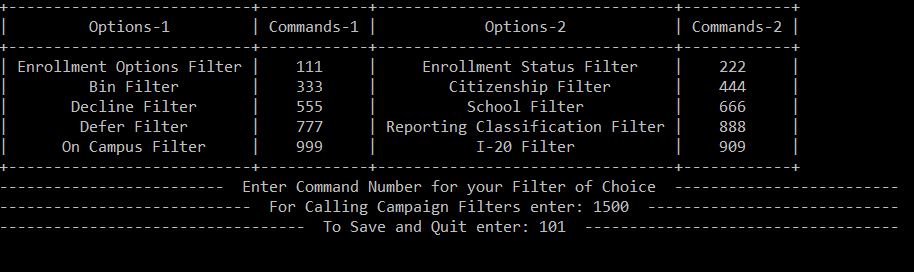 Options-1 | Commands-1 | Options-2 | Commands-2
Enrollment Options Filter | 111 | Enrollment Status Filter | 222
Bin Filter | 333 | Citizenship Filter | 444
Decline Filter | 555 | School Filter | 666
Defer Filter | 777 | Reporting Classification Filter | 888
On Campus Filter | 999 | I-20 Filter | 909
Enter Command Number for your Filter of Choice
For Calling Campaign Filters enter: 1500
To Save and Quit enter: 101